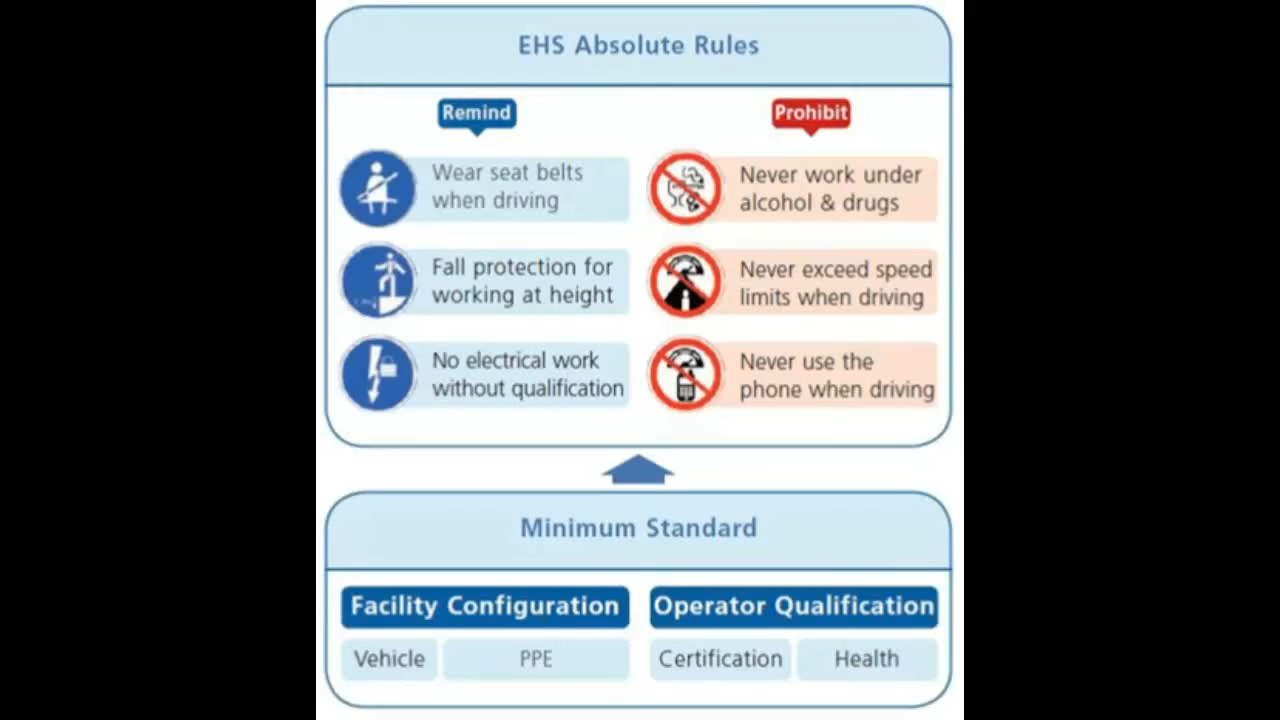 EHS Absolute Rules
Remind
Wear seat belts
when driving
Fall protection for
working at height
No electrical work
without qualification
Prohibit
Never work under
alcohol & drugs
Never exceed speed
limits when driving
Never use the
phone when driving
Minimum Standard
Facility Configuration
Vehicle
PPE
Operator Qualification
Certification
Health